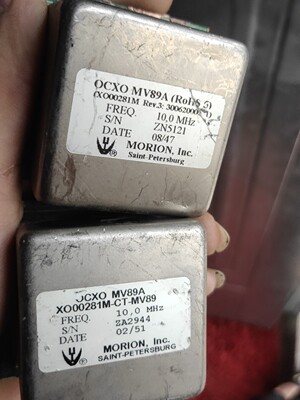 OCXO MV89A (RoHS 5)
(XO00281M Rev.3:
FREQ. 10,0 MHz
S/N ZN5121
DATE 08/47
MORION, Inc.
Saint-Petersburg
OCXO MV89A
XO00281M-CT-MV89
FREQ. 10,0 MHz
S/N ZA2944
DATE 02/51
MORION, Inc.
SAINT-PETERSBURG